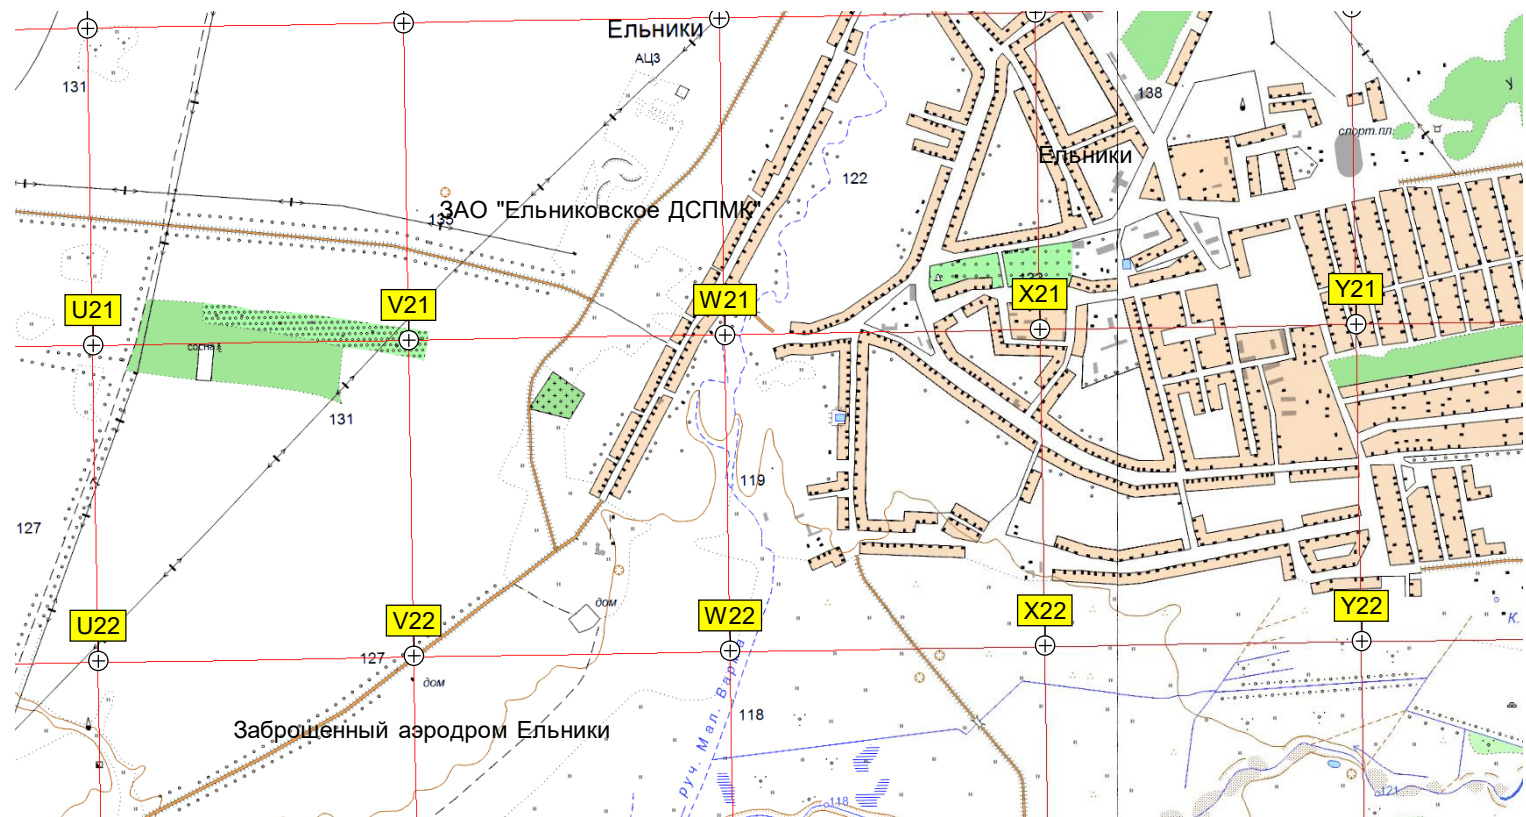 Ельники
АЦЗ
131
138
спорт.пл.
У
Ельники
122
ЗАО "Ельниковское ДСПМК"
U21
V21
W21
X21
Y21
сосна
131
119
127
U22
V22
W22
X22
Y22
дом
К.
127
дом
руч. Мал. Варма
118
Заброшенный аэродром Ельники
118
121